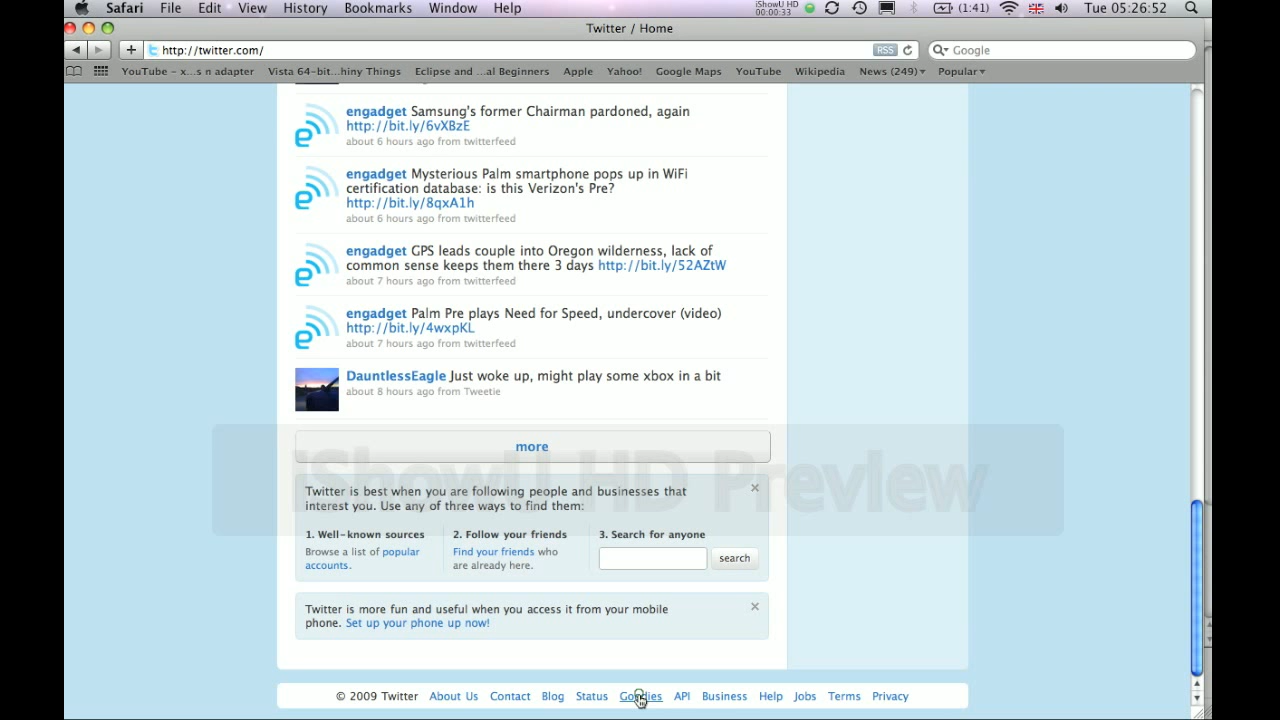 Safari File Edit View History Bookmarks Window Help iShowU HD 00:00:33 (1:41) Tue 05:26:52
Twitter / Home
http://twitter.com/ RSS Google
YouTube - x...s n adapter Vista 64-bit...hiny Things Eclipse and ...al Beginners Apple Yahoo! Google Maps YouTube Wikipedia News (249) Popular
engadget Samsung's former Chairman pardoned, again
http://bit.ly/6vXBzE
about 6 hours ago from twitterfeed
engadget Mysterious Palm smartphone pops up in WiFi
certification database: is this Verizon's Pre?
http://bit.ly/8qxA1h
about 6 hours ago from twitterfeed
engadget GPS leads couple into Oregon wilderness, lack of
common sense keeps them there 3 days http://bit.ly/52AZtW
about 7 hours ago from twitterfeed
engadget Palm Pre plays Need for Speed, undercover (video)
http://bit.ly/4wxpKL
about 7 hours ago from twitterfeed
DauntlessEagle Just woke up, might play some xbox in a bit
about 8 hours ago from Tweetie
more
iShowU HD Preview
Twitter is best when you are following people and businesses that
interest you. Use any of three ways to find them:
1. Well-known sources 2. Follow your friends 3. Search for anyone
Browse a list of popular Find your friends who search
accounts. are already here.
Twitter is more fun and useful when you access it from your mobile
phone. Set up your phone up now!
© 2009 Twitter About Us Contact Blog Status Goodies API Business Help Jobs Terms Privacy